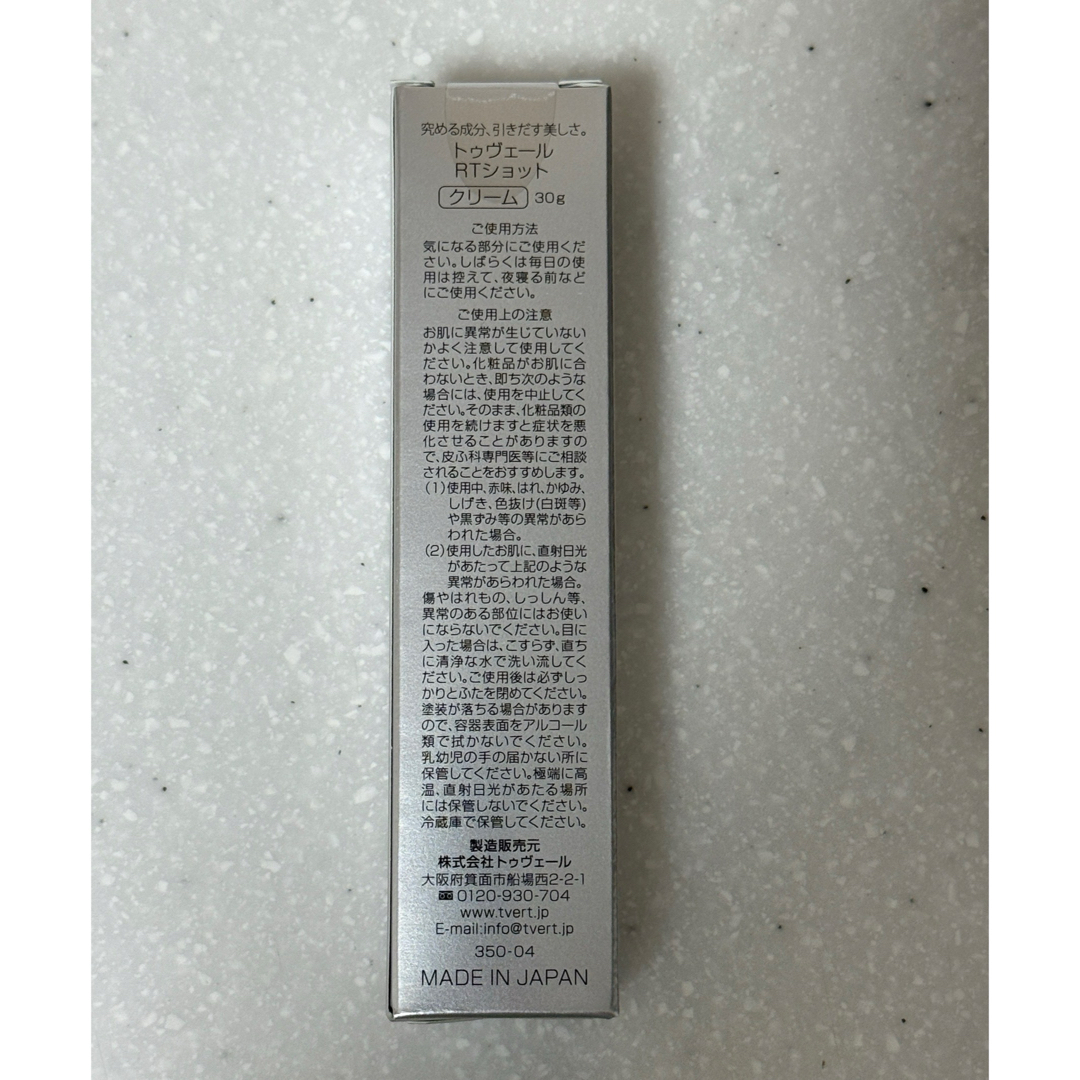 究める成分、引きだす美しさ。
トゥヴェール
RTショット
クリーム 30g
ご使用方法
気になる部分にご使用くだ
さい。しばらくは毎日の使
用は控えて、夜寝る前など
にご使用ください。
ご使用上の注意
お肌に異常が生じていない
かよく注意して使用してく
ださい。化粧品がお肌に合
わないとき、即ち次のような
場合には、使用を中止してく
ださい。そのまま、化粧品類の
使用を続けますと症状を悪
化させることがありますの
で、皮ふ科専門医等にご相談
されることをおすすめします。
(1)使用中、赤味、はれ、かゆみ、
しげき、色抜け(白斑等)
や黒ずみ等の異常があら
われた場合。
(2)使用したお肌に、直射日光
があたって上記のような
異常があらわれた場合。
傷やはれもの、しっしん等、
異常のある部位にはお使い
にならないでください。目に
入った場合は、こすらず、直ち
に清浄な水で洗い流してく
ださい。ご使用後は必ずしっ
かりとふたを閉めてください。
塗装が落ちる場合があります
ので、容器表面をアルコール
類で拭かないでください。
乳幼児の手の届かない所に
保管してください。極端に高
温、直射日光があたる場所
には保管しないでください。
冷蔵庫で保管してください。
製造販売元
株式会社トゥヴェール
大阪府箕面市船場西2-2-1
0120-930-704
www.tvert.jp
E-mail:info@tvert.jp
350-04
MADE IN JAPAN